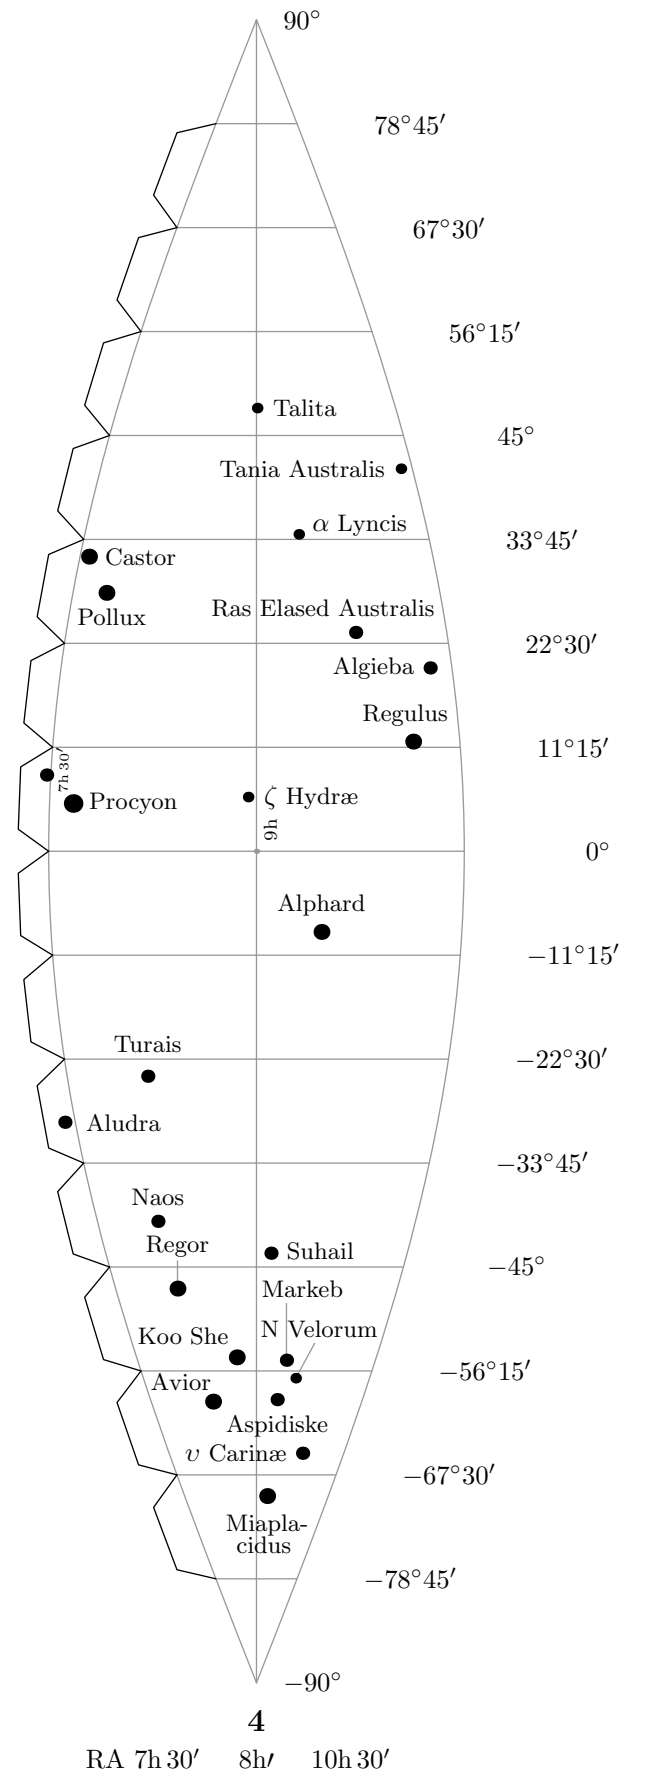 90°
78°45′
67°30′
56°15′
Talita
45°
Tania Australis
α Lyncis
33°45′
Castor
Pollux
Ras Elased Australis
22°30′
Algieba
Regulus
11°15′
7h 30′
Procyon
ζ Hydræ
9h
0°
Alphard
−11°15′
Turais
−22°30′
Aludra
−33°45′
Naos
Regor
Suhail
−45°
Markeb
N Velorum
Koo She
−56°15′
Avior
Aspidiske
υ Carinæ
−67°30′
Miapla-
cidus
−78°45′
−90°
4
RA 7h 30′ 8h′ 10h 30′